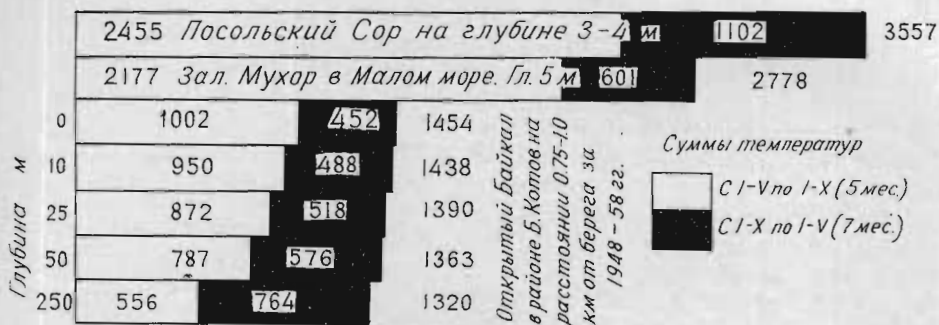 2455 Посольский Сор на глубине 3-4 м 1102 3557
2177 Зал. Мухор в Малом море. Гл. 5 м 601 2778
Глубина м
0 1002 452 1454
10 950 488 1438
25 872 518 1390
50 787 576 1363
250 556 764 1320
Открытый Байкал
в районе Б.Котов на
расстоянии 0.75-1.0
км от берега за
1948-58 гг.
Суммы температур
С I-V по I-X (5 мес.)
С I-X по I-V (7 мес.)